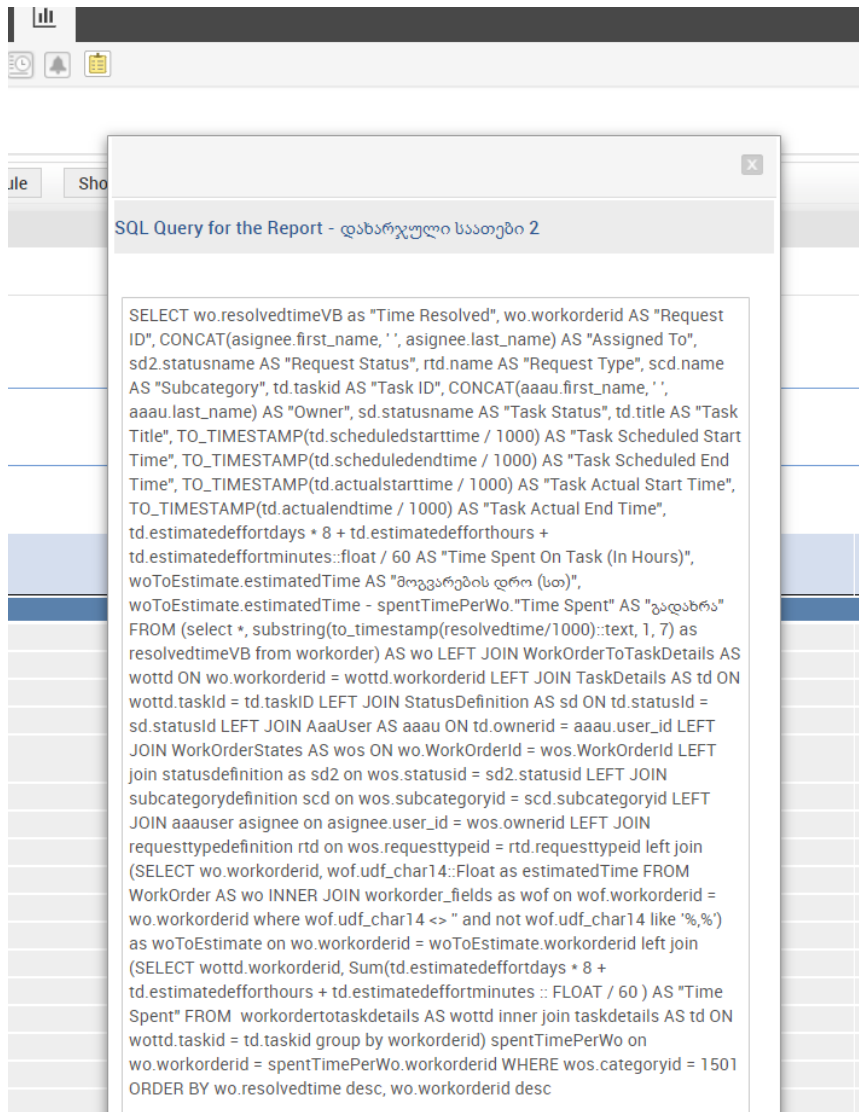 ule
Sho
SQL Query for the Report - დახარჯული საათები 2
SELECT wo.resolvedtimeVB as "Time Resolved", wo.workorderid AS "Request
ID", CONCAT(asignee.first_name, ' ', asignee.last_name) AS "Assigned To",
sd2.statusname AS "Request Status", rtd.name AS "Request Type", scd.name
AS "Subcategory", td.taskid AS "Task ID", CONCAT(aaau.first_name, ' ',
aaau.last_name) AS "Owner", sd.statusname AS "Task Status", td.title AS "Task
Title", TO_TIMESTAMP(td.scheduledstarttime / 1000) AS "Task Scheduled Start
Time", TO_TIMESTAMP(td.scheduledendtime / 1000) AS "Task Scheduled End
Time", TO_TIMESTAMP(td.actualstarttime / 1000) AS "Task Actual Start Time",
TO_TIMESTAMP(td.actualendtime / 1000) AS "Task Actual End Time",
td.estimatedeffortdays * 8 + td.estimatedefforthours +
td.estimatedeffortminutes::float / 60 AS "Time Spent On Task (In Hours)",
woToEstimate.estimatedTime AS "მოგვარების დრო (სთ)",
woToEstimate.estimatedTime - spentTimePerWo."Time Spent" AS "გადახრა"
FROM (select *, substring(to_timestamp(resolvedtime/1000)::text, 1, 7) as
resolvedtimeVB from workorder) AS wo LEFT JOIN WorkOrderToTaskDetails AS
wottd ON wo.workorderid = wottd.workorderid LEFT JOIN TaskDetails AS td ON
wottd.taskId = td.taskID LEFT JOIN StatusDefinition AS sd ON td.statusId =
sd.statusId LEFT JOIN AaaUser AS aaau ON td.ownerid = aaau.user_id LEFT
JOIN WorkOrderStates AS wos ON wo.WorkOrderId = wos.WorkOrderId LEFT
join statusdefinition as sd2 on wos.statusid = sd2.statusid LEFT JOIN
subcategorydefinition scd on wos.subcategoryid = scd.subcategoryid LEFT
JOIN aaauser asignee on asignee.user_id = wos.ownerid LEFT JOIN
requesttypedefinition rtd on wos.requesttypeid = rtd.requesttypeid left join
(SELECT wo.workorderid, wof.udf_char14::Float as estimatedTime FROM
WorkOrder AS wo INNER JOIN workorder_fields as wof on wof.workorderid =
wo.workorderid where wof.udf_char14 <> '' and not wof.udf_char14 like '%,%')
as woToEstimate on wo.workorderid = woToEstimate.workorderid left join
(SELECT wottd.workorderid, Sum(td.estimatedeffortdays * 8 +
td.estimatedefforthours + td.estimatedeffortminutes :: FLOAT / 60 ) AS "Time
Spent" FROM  workordertotaskdetails AS wottd inner join taskdetails AS td ON
wottd.taskid = td.taskid group by workorderid) spentTimePerWo on
wo.workorderid = spentTimePerWo.workorderid WHERE wos.categoryid = 1501
ORDER BY wo.resolvedtime desc, wo.workorderid desc